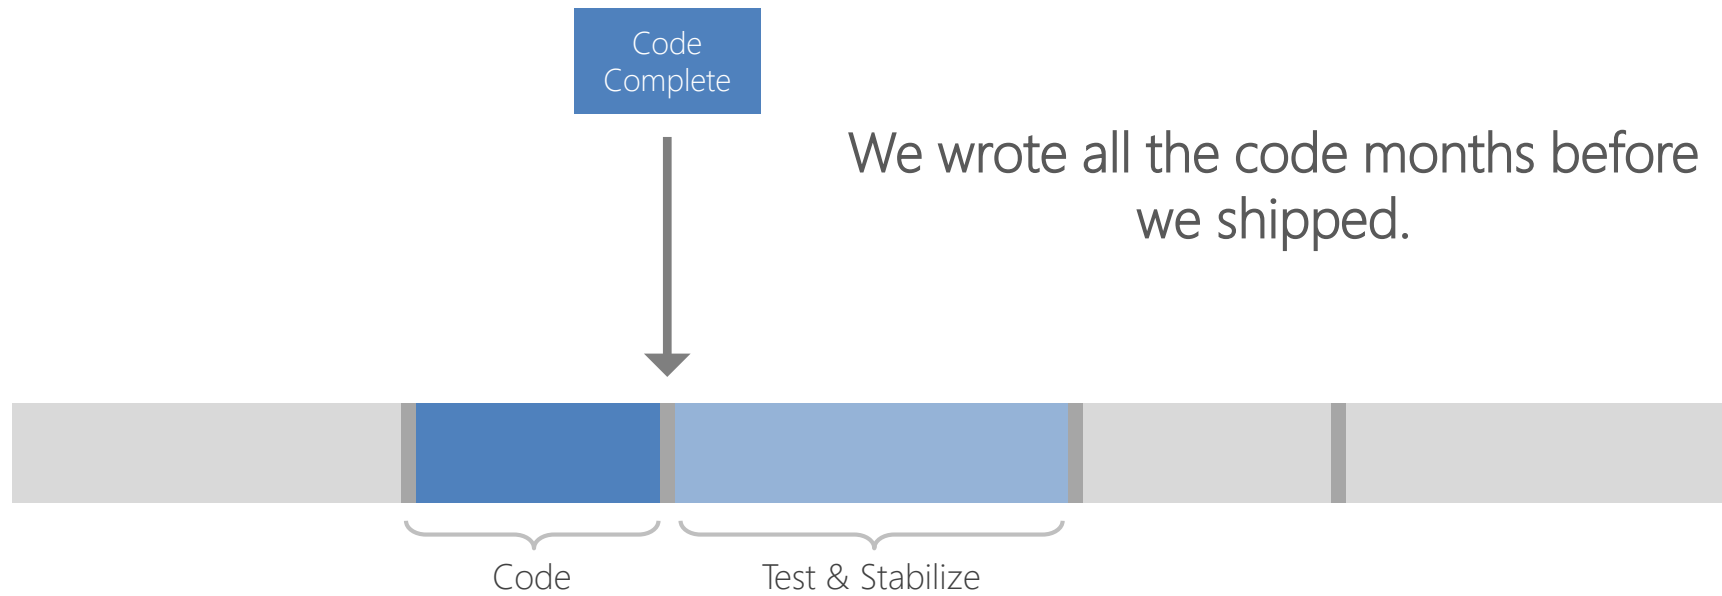 Code
Complete
We wrote all the code months before
we shipped.
Code
Test & Stabilize